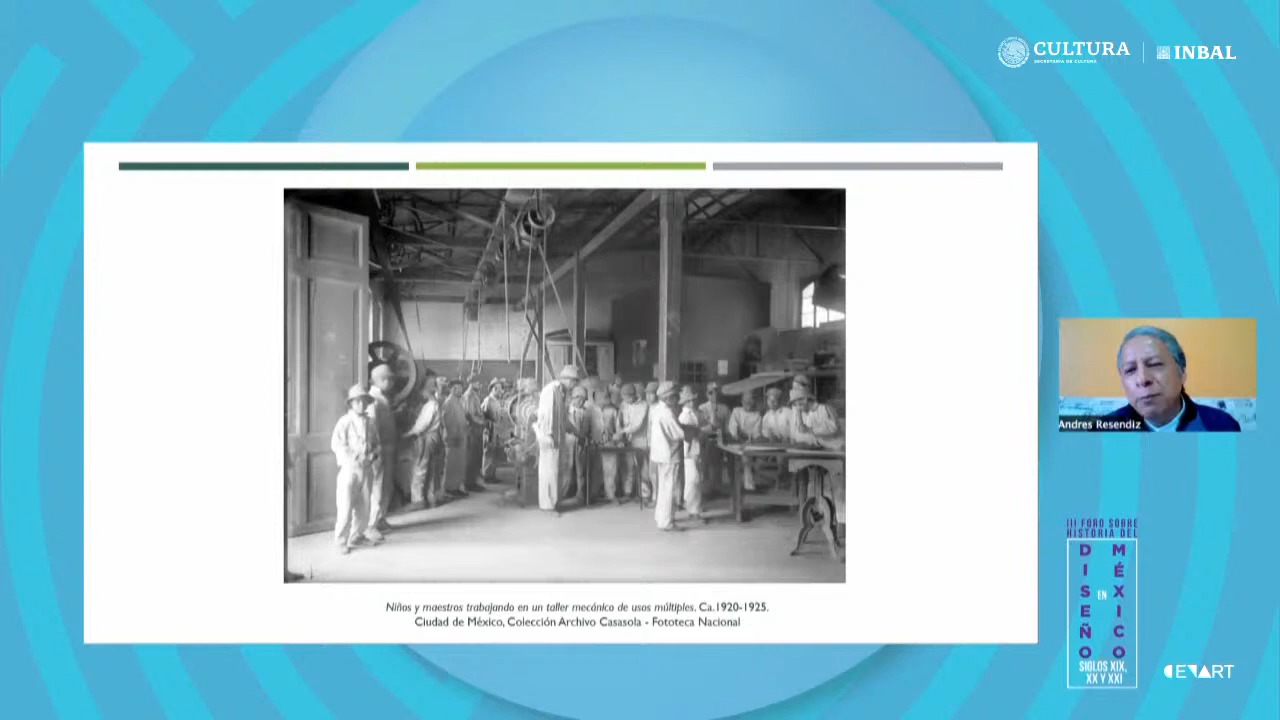 CULTURA
SECRETARÍA DE CULTURA
INBAL
Niños y maestros trabajando en un taller mecánico de usos múltiples. Ca.1920-1925.
Ciudad de México, Colección Archivo Casasola - Fototeca Nacional
Andres Resendiz
III FORO SOBRE
HISTORIA DEL
DISEÑO
EN
MÉXICO
SIGLOS XIX,
XX Y XXI
CENART